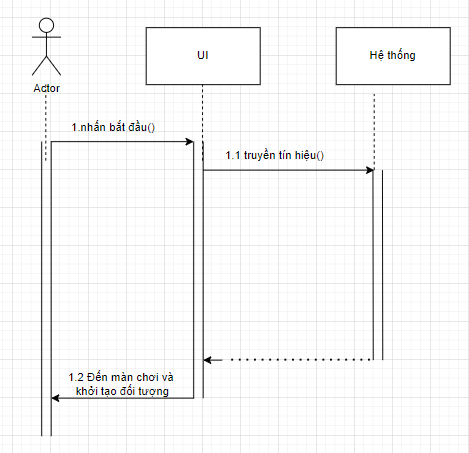 UI
Hệ thống
Actor
1.nhấn bắt đầu()
1.1 truyền tín hiệu()
1.2 Đến màn chơi và
khởi tạo đối tượng